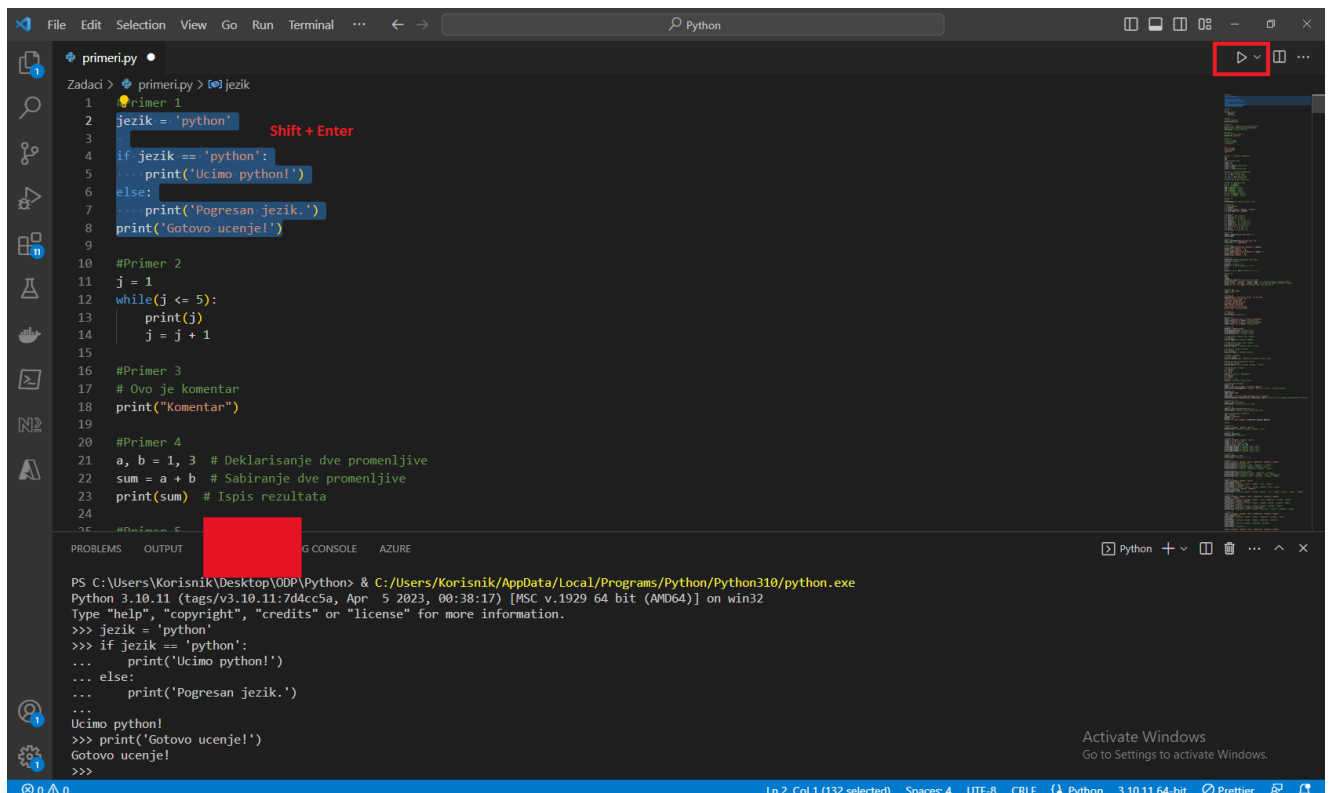 File Edit Selection View Go Run Terminal ··· Python
primeri.py
Zadaci > primeri.py > jezik
1 #Primer 1
2 jezik = 'python'
Shift + Enter
3
4 if jezik == 'python':
5 print('Ucimo python!')
6 else:
7 print('Pogresan jezik.')
8 print('Gotovo ucenje!')
9
10 #Primer 2
11 j = 1
12 while(j <= 5):
13 print(j)
14 j = j + 1
15
16 #Primer 3
17 # Ovo je komentar
18 print("Komentar")
19
20 #Primer 4
21 a, b = 1, 3 # Deklarisanje dve promenljive
22 sum = a + b # Sabiranje dve promenljive
23 print(sum) # Ispis rezultata
24
25 #Primer 5
PROBLEMS OUTPUT G CONSOLE AZURE Python
PS C:\Users\Korisnik\Desktop\ODP\Python> & C:/Users/Korisnik/AppData/Local/Programs/Python/Python310/python.exe
Python 3.10.11 (tags/v3.10.11:7d4cc5a, Apr 5 2023, 00:38:17) [MSC v.1929 64 bit (AMD64)] on win32
Type "help", "copyright", "credits" or "license" for more information.
>>> jezik = 'python'
>>> if jezik == 'python':
... print('Ucimo python!')
... else:
... print('Pogresan jezik.')
...
Ucimo python!
>>> print('Gotovo ucenje!')
Gotovo ucenje!
>>>
Activate Windows
Go to Settings to activate Windows.
0 0 Ln 2, Col 1 (132 selected) Spaces: 4 UTF-8 CRLF Python 3.10.11 64-bit Prettier